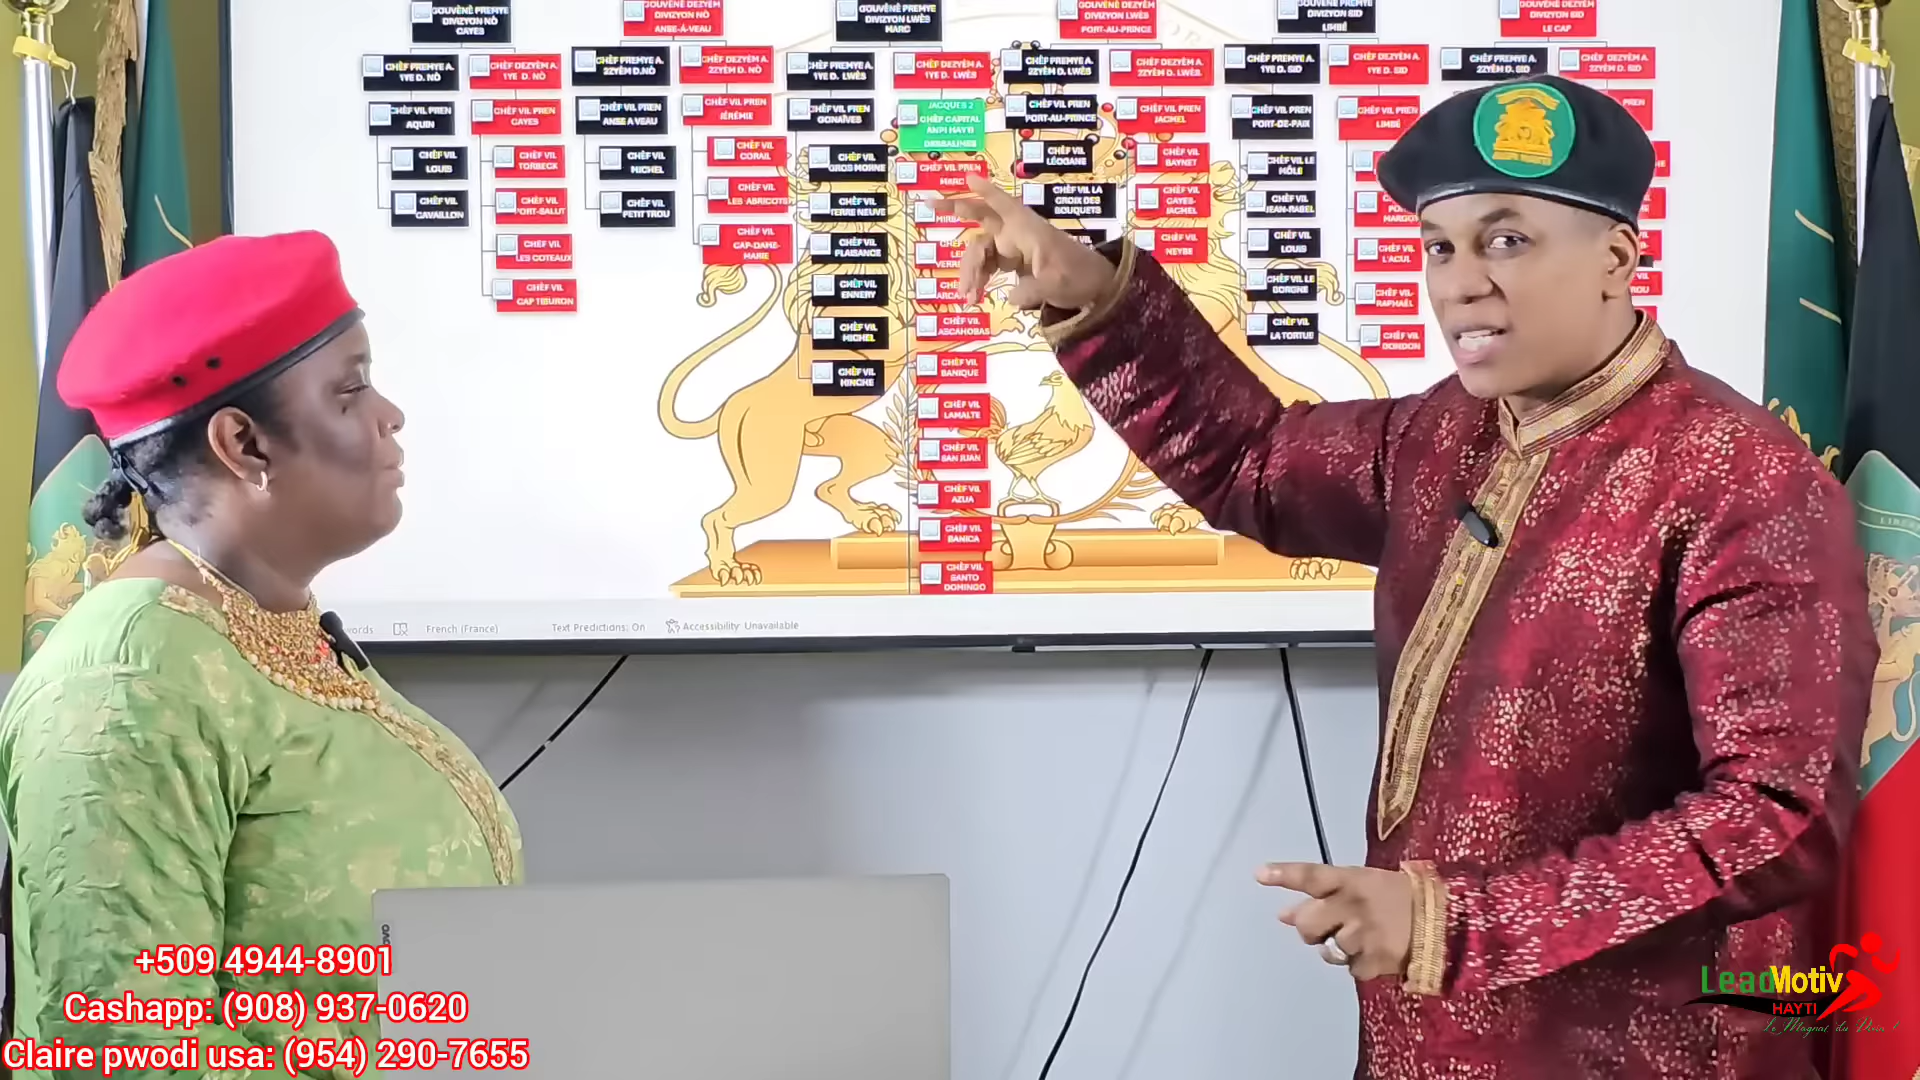 GOUVÈNÈ PREMYE
DIVIZYON NÒ
CAYES
GOUVÈNÈ DEZYÈM
DIVIZYON NÒ
ANSE-À-VEAU
GOUVÈNÈ PREMYE
DIVIZYON LWÈS
MARC
GOUVÈNÈ DEZYÈM
DIVIZYON LWÈS
PORT-AU-PRINCE
GOUVÈNÈ PREMYE
DIVIZYON SID
LIMBÉ
GOUVÈNÈ DEZYÈM
DIVIZYON SID
LE CAP
CHÈF PREMYE A.
1YE D. NÒ
CHÈF DEZYÈM A.
1YE D. NÒ
CHÈF PREMYE A.
2ZYÈM D.NÒ
CHÈF DEZYÈM A.
2ZYÈM D. NÒ
CHÈF PREMYE A.
1YE D. LWÈS
CHÈF DEZYÈM A.
1YE D. LWÈS
CHÈF PREMYE A.
2ZYÈM D. LWÈS
CHÈF DEZYÈM A.
2ZYÈM D. LWÈS
CHÈF PREMYE A.
1YE D. SID
CHÈF DEZYÈM A.
1YE D. SID
CHÈF PREMYE A.
2ZYÈM D. SID
CHÈF DEZYÈM A.
2ZYÈM D. SID
CHÈF VIL PREN
AQUIN
CHÈF VIL PREN
CAYES
CHÈF VIL PREN
ANSE A VEAU
CHÈF VIL PREN
JÉRÉMIE
CHÈF VIL PREN
GONAÏVES
JACQUES 2
CHÈF CAPITAL
ANPI HAYTI
DESSALINES
CHÈF VIL PREN
PORT-AU-PRINCE
CHÈF VIL PREN
JACMEL
CHÈF VIL PREN
PORT-DE-PAIX
CHÈF VIL PREN
LIMBÉ
PREN
CHÈF VIL
LOUIS
CHÈF VIL
TORBECK
CHÈF VIL
MICHEL
CHÈF VIL
CORAIL
CHÈF VIL
GROS MORNE
CHÈF VIL PREN
MARC
CHÈF VIL
LÉOGANE
CHÈF VIL
BAYNET
CHÈF VIL LE
MÔLE
CHÈF VIL
CAVAILLON
CHÈF VIL
PORT-SALUT
CHÈF VIL
PETIT TROU
CHÈF VIL
LES ABRICOTS
CHÈF VIL
TERRE NEUVE
CHÈF VIL LA
CROIX DES
BOUQUETS
CHÈF VIL
CAYES-
JACMEL
CHÈF VIL
JEAN-RABEL
CHÈF VIL
LES COTEAUX
CHÈF VIL
CAP-DAME-
MARIE
CHÈF VIL
PLAISANCE
CHÈF VIL
NEYBE
CHÈF VIL
LOUIS
CHÈF VIL
L'ACUL
CHÈF VIL
CAP TIBURON
CHÈF VIL
ENNERY
CHÈF VIL LE
BORGNE
CHÈF VIL
RAPHAËL
CHÈF VIL
MICHEL
CHÈF VIL
LASCAHOBAS
CHÈF VIL
LA TORTUE
CHÈF VIL
DONDON
CHÈF VIL
HINCHE
CHÈF VIL
BANIQUE
CHÈF VIL
LAMALTE
CHÈF VIL
SAN JUAN
CHÈF VIL
AZUA
CHÈF VIL
BANICA
CHÈF VIL
SANTO
DOMINGO
words French (France) Text Predictions: On Accessibility: Unavailable
+509 4944-8901
Cashapp: (908) 937-0620
Claire pwodi usa: (954) 290-7655
LeadMotiv
HAYTI